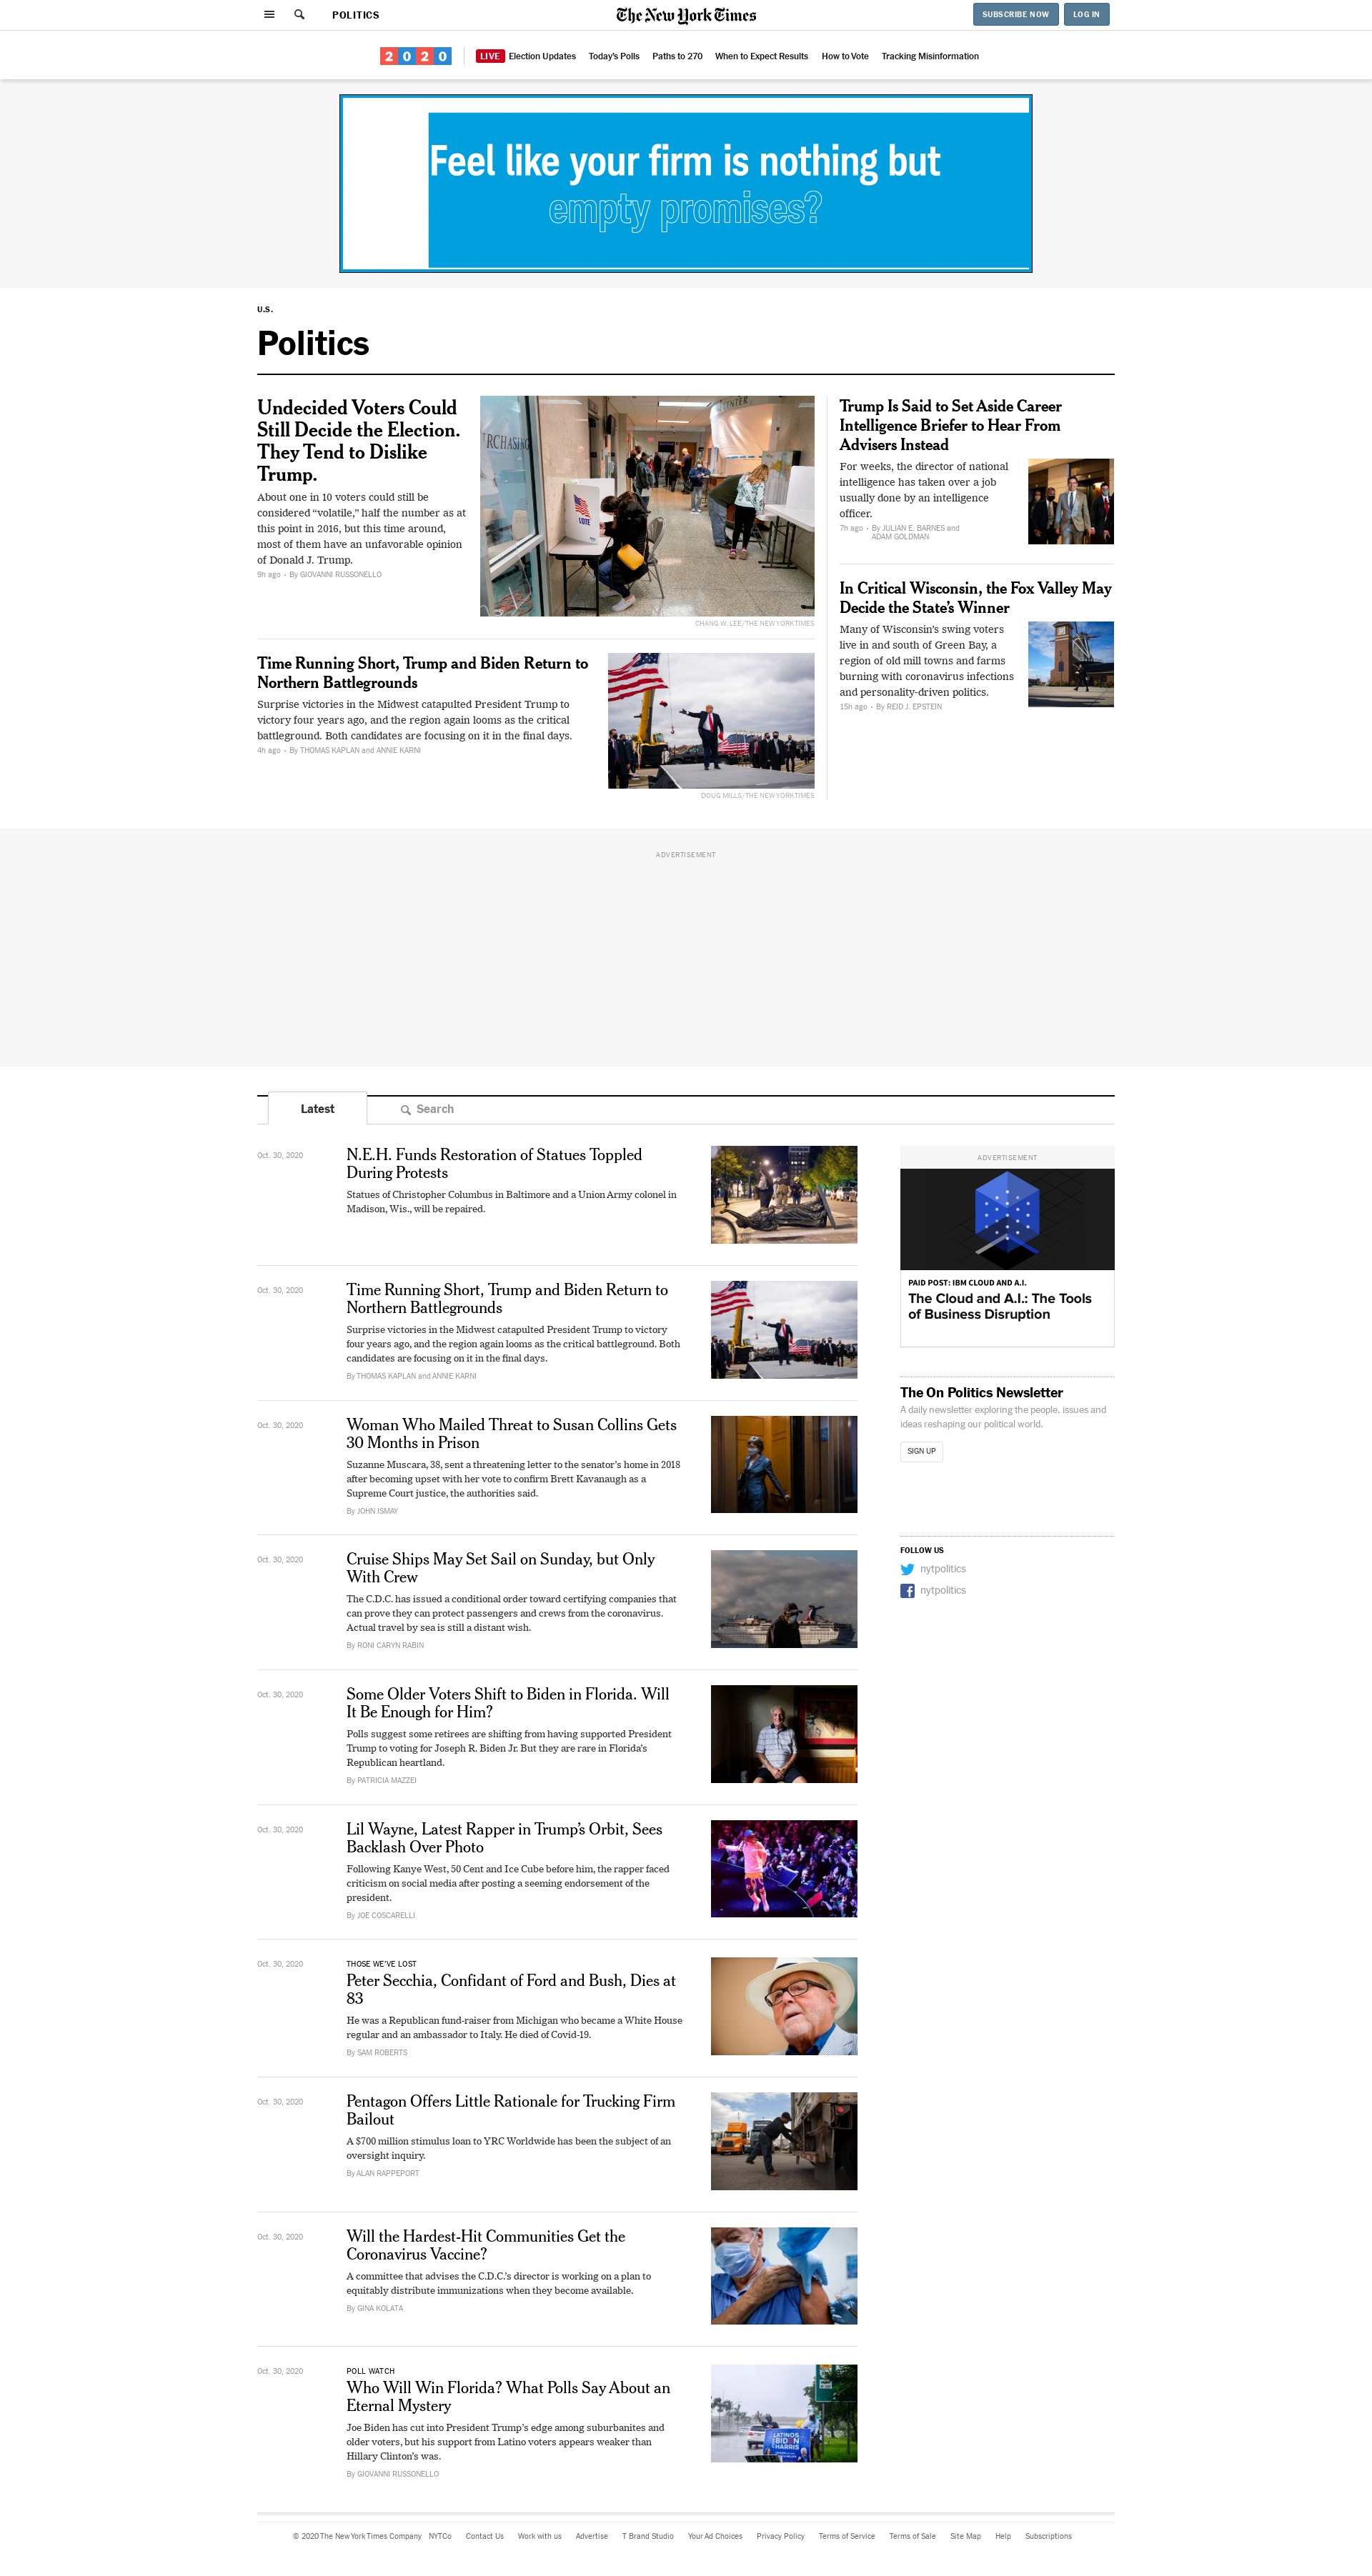 POLITICS
The New York Times
SUBSCRIBE NOW
LOG IN
2020
LIVE Election Updates
Today's Polls
Paths to 270
When to Expect Results
How to Vote
Tracking Misinformation
Feel like your firm is nothing but
empty promises?
U.S.
Politics
Undecided Voters Could
Still Decide the Election.
They Tend to Dislike
Trump.
About one in 10 voters could still be
considered “volatile,” half the number as at
this point in 2016, but this time around,
most of them have an unfavorable opinion
of Donald J. Trump.
9h ago • By GIOVANNI RUSSONELLO
VOTE
CHANG W. LEE/THE NEW YORK TIMES
Time Running Short, Trump and Biden Return to
Northern Battlegrounds
Surprise victories in the Midwest catapulted President Trump to
victory four years ago, and the region again looms as the critical
battleground. Both candidates are focusing on it in the final days.
4h ago • By THOMAS KAPLAN and ANNIE KARNI
DOUG MILLS/THE NEW YORK TIMES
Trump Is Said to Set Aside Career
Intelligence Briefer to Hear From
Advisers Instead
For weeks, the director of national
intelligence has taken over a job
usually done by an intelligence
officer.
7h ago • By JULIAN E. BARNES and
ADAM GOLDMAN
In Critical Wisconsin, the Fox Valley May
Decide the State’s Winner
Many of Wisconsin’s swing voters
live in and south of Green Bay, a
region of old mill towns and farms
burning with coronavirus infections
and personality-driven politics.
15h ago • By REID J. EPSTEIN
ADVERTISEMENT
Latest
Search
Oct. 30, 2020
N.E.H. Funds Restoration of Statues Toppled
During Protests
Statues of Christopher Columbus in Baltimore and a Union Army colonel in
Madison, Wis., will be repaired.
Oct. 30, 2020
Time Running Short, Trump and Biden Return to
Northern Battlegrounds
Surprise victories in the Midwest catapulted President Trump to victory
four years ago, and the region again looms as the critical battleground. Both
candidates are focusing on it in the final days.
By THOMAS KAPLAN and ANNIE KARNI
Oct. 30, 2020
Woman Who Mailed Threat to Susan Collins Gets
30 Months in Prison
Suzanne Muscara, 38, sent a threatening letter to the senator’s home in 2018
after becoming upset with her vote to confirm Brett Kavanaugh as a
Supreme Court justice, the authorities said.
By JOHN ISMAY
Oct. 30, 2020
Cruise Ships May Set Sail on Sunday, but Only
With Crew
The C.D.C. has issued a conditional order toward certifying companies that
can prove they can protect passengers and crews from the coronavirus.
Actual travel by sea is still a distant wish.
By RONI CARYN RABIN
Oct. 30, 2020
Some Older Voters Shift to Biden in Florida. Will
It Be Enough for Him?
Polls suggest some retirees are shifting from having supported President
Trump to voting for Joseph R. Biden Jr. But they are rare in Florida’s
Republican heartland.
By PATRICIA MAZZEI
Oct. 30, 2020
Lil Wayne, Latest Rapper in Trump’s Orbit, Sees
Backlash Over Photo
Following Kanye West, 50 Cent and Ice Cube before him, the rapper faced
criticism on social media after posting a seeming endorsement of the
president.
By JOE COSCARELLI
Oct. 30, 2020
THOSE WE’VE LOST
Peter Secchia, Confidant of Ford and Bush, Dies at
83
He was a Republican fund-raiser from Michigan who became a White House
regular and an ambassador to Italy. He died of Covid-19.
By SAM ROBERTS
Oct. 30, 2020
Pentagon Offers Little Rationale for Trucking Firm
Bailout
A $700 million stimulus loan to YRC Worldwide has been the subject of an
oversight inquiry.
By ALAN RAPPEPORT
Oct. 30, 2020
Will the Hardest-Hit Communities Get the
Coronavirus Vaccine?
A committee that advises the C.D.C.’s director is working on a plan to
equitably distribute immunizations when they become available.
By GINA KOLATA
Oct. 30, 2020
POLL WATCH
Who Will Win Florida? What Polls Say About an
Eternal Mystery
Joe Biden has cut into President Trump’s edge among suburbanites and
older voters, but his support from Latino voters appears weaker than
Hillary Clinton’s was.
By GIOVANNI RUSSONELLO
LATINOS
BIDEN
HARRIS
ADVERTISEMENT
PAID POST: IBM CLOUD AND A.I.
The Cloud and A.I.: The Tools
of Business Disruption
The On Politics Newsletter
A daily newsletter exploring the people, issues and
ideas reshaping our political world.
SIGN UP
FOLLOW US
nytpolitics
nytpolitics
© 2020 The New York Times Company
NYTCo
Contact Us
Work with us
Advertise
T Brand Studio
Your Ad Choices
Privacy Policy
Terms of Service
Terms of Sale
Site Map
Help
Subscriptions